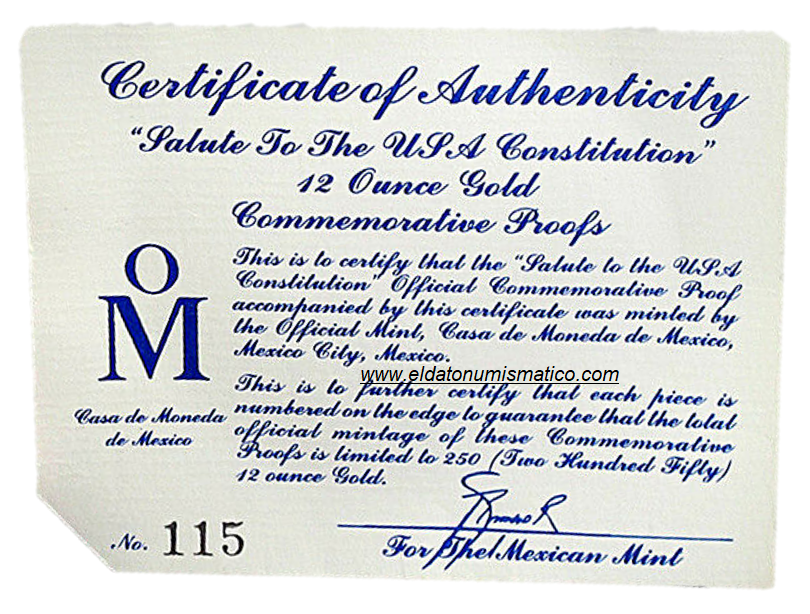 Certificate of Authenticity
"Salute To The USA Constitution"
12 Ounce Gold
Commemorative Proofs
This is to certify that the "Salute to the USA
Constitution" Official Commemorative Proof
accompanied by this certificate was minted by
the Official Mint, Casa de Moneda de Mexico,
Mexico City, Mexico.
www.eldatonumismatico.com
This is to further certify that each piece is
numbered on the edge to guarantee that the total
official mintage of these Commemorative
Proofs is limited to 250 (Two Hundred Fifty)
12 ounce Gold.
O
M
Casa de Moneda
de Mexico
No. 115
For The Mexican Mint